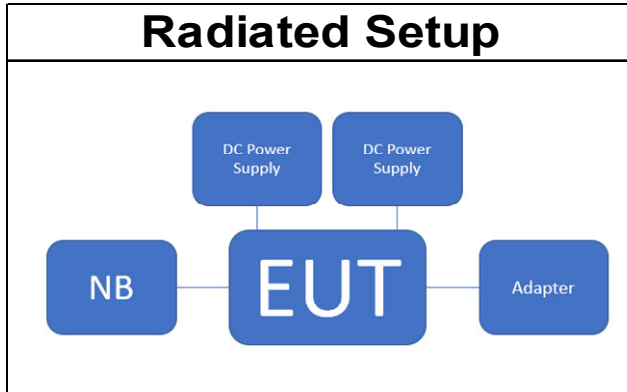 Radiated Setup
DC Power
Supply
DC Power
Supply
NB
EUT
Adapter